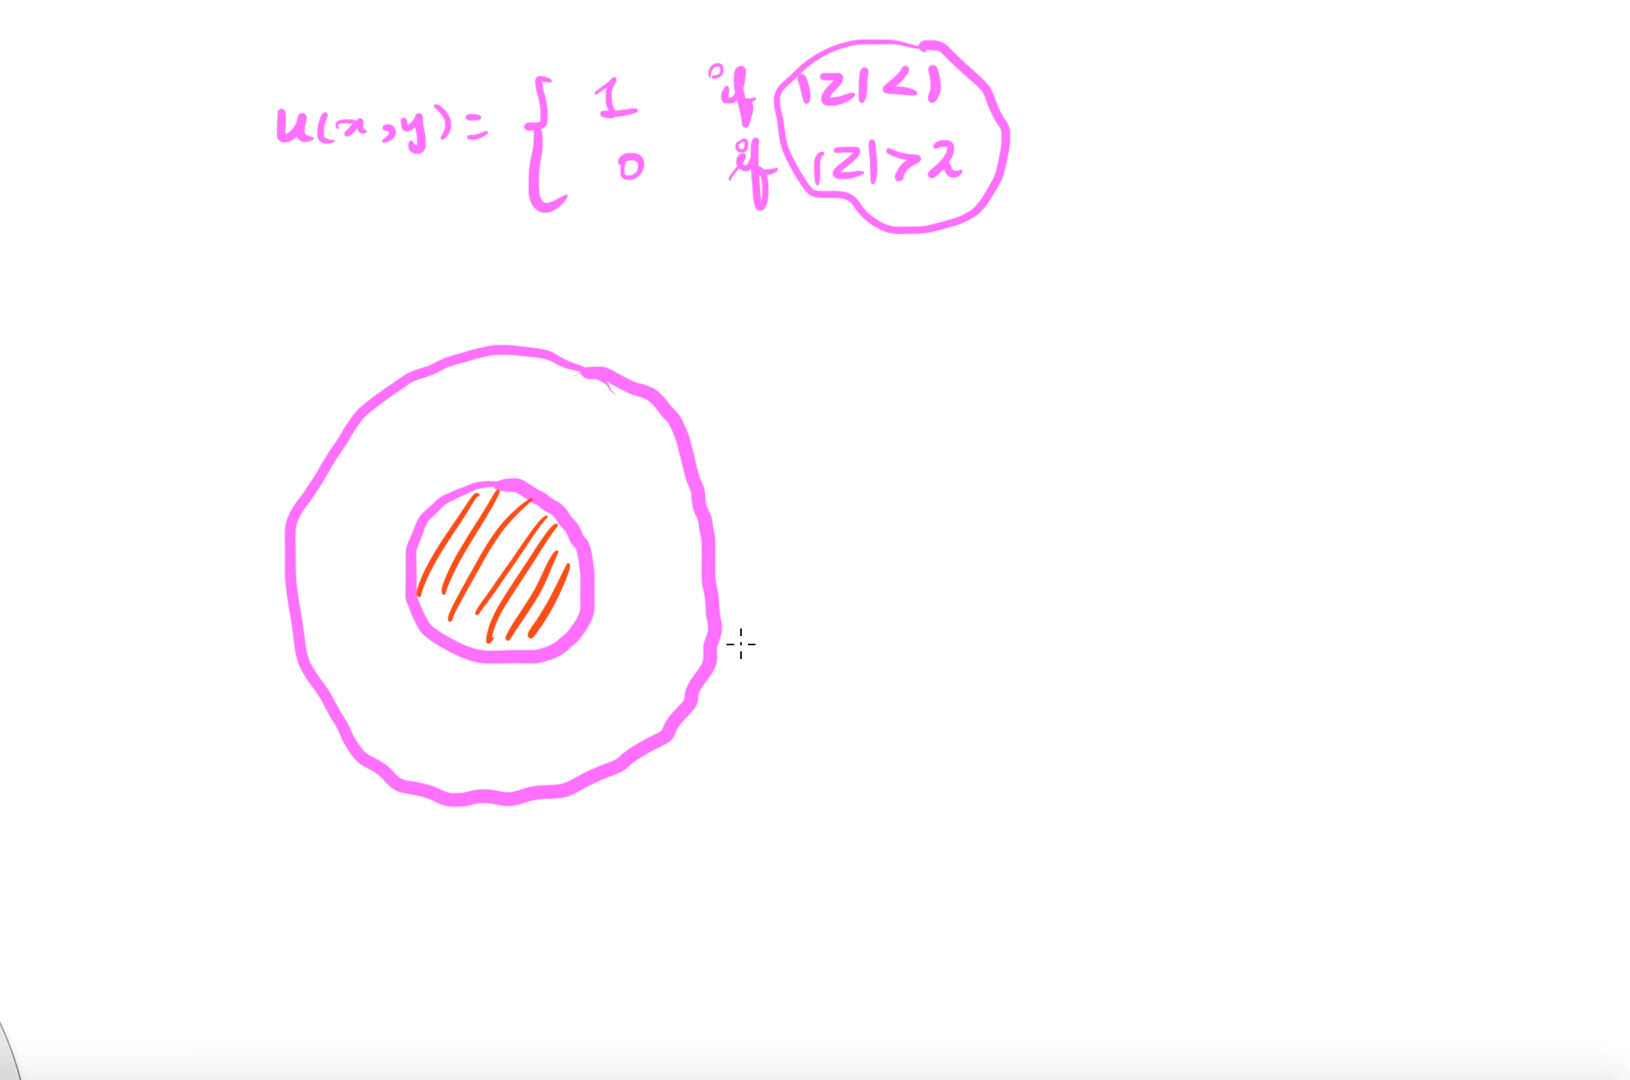 u(x,y)= { 1 if |z|<1
0 if |z|>2